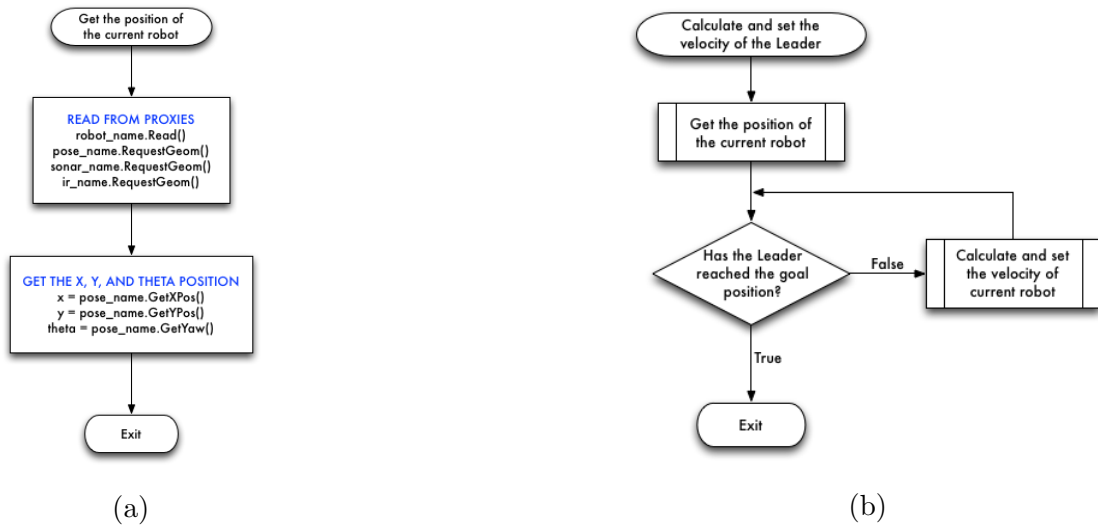 Get the position of
the current robot
READ FROM PROXIES
robot_name.Read()
pose_name.RequestGeom()
sonar_name.RequestGeom()
ir_name.RequestGeom()
GET THE X, Y, AND THETA POSITION
x = pose_name.GetXPos()
y = pose_name.GetYPos()
theta = pose_name.GetYaw()
Exit
(a)
Calculate and set the
velocity of the Leader
Get the position of
the current robot
Has the Leader
reached the goal
position?
False
Calculate and set
the velocity of
current robot
True
Exit
(b)